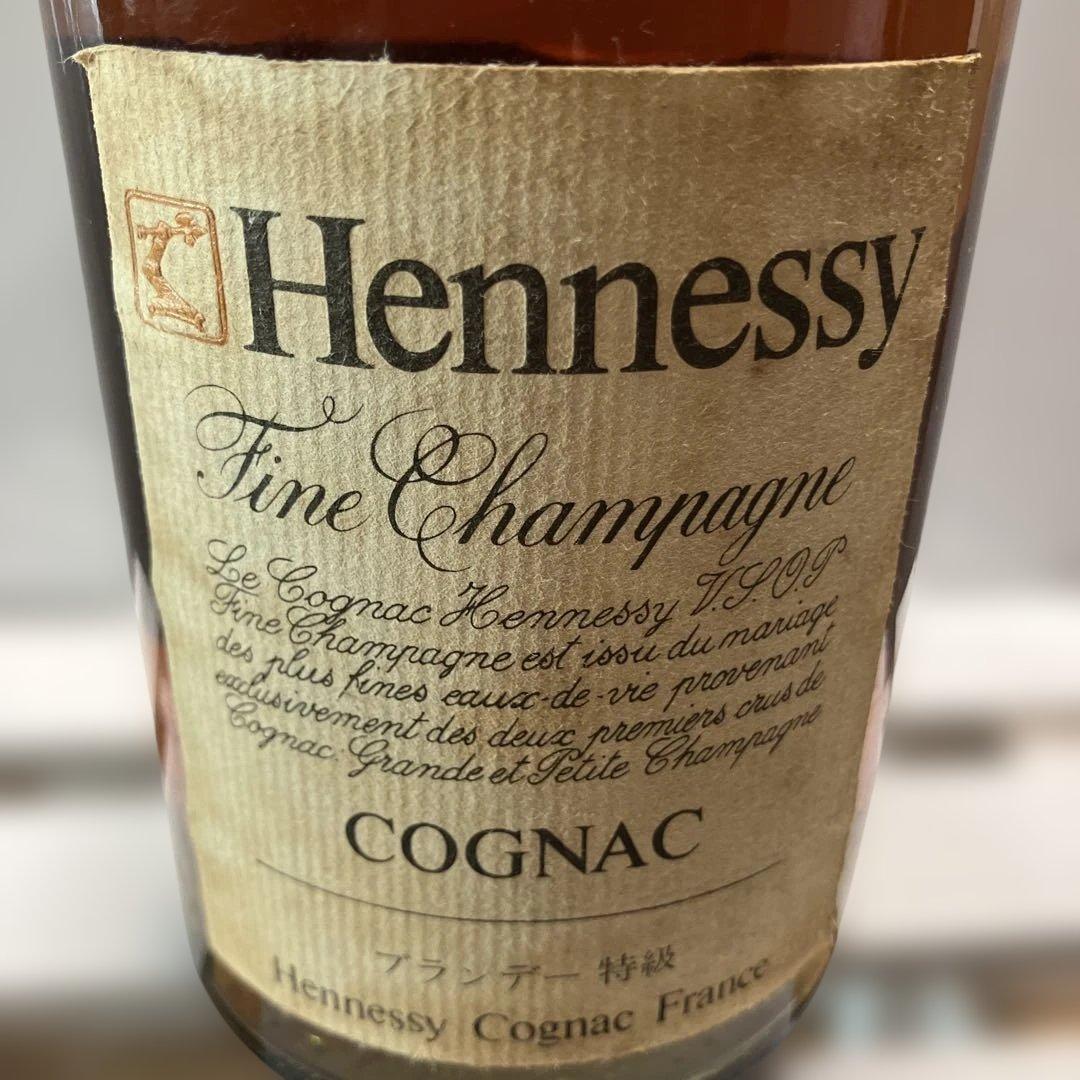 Hennessy
Fine Champagne
Le Cognac Hennessy V.S.O.P
Fine Champagne est issu du mariage
des plus fines eaux-de-vie provenant
exclusivement des deux premiers crus de
Cognac. Grande et Petite Champagne
COGNAC
ブランデー 特級
Hennessy Cognac France